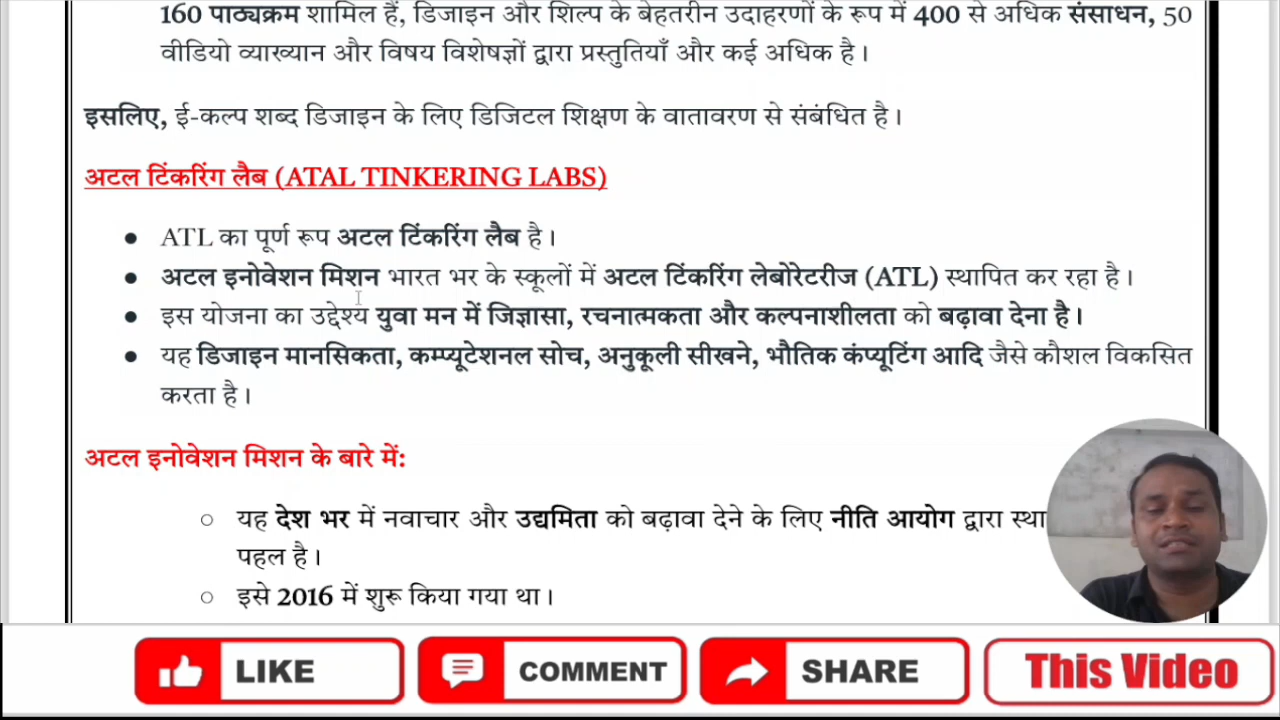 160 पाठ्यक्रम शामिल हैं, डिजाइन और शिल्प के बेहतरीन उदाहरणों के रूप में 400 से अधिक संसाधन, 50
वीडियो व्याख्यान और विषय विशेषज्ञों द्वारा प्रस्तुतियाँ और कई अधिक है।
इसलिए, ई-कल्प शब्द डिजाइन के लिए डिजिटल शिक्षण के वातावरण से संबंधित है।
अटल टिंकरिंग लैब (ATAL TINKERING LABS)
● ATL का पूर्ण रूप अटल टिंकरिंग लैब है।
● अटल इनोवेशन मिशन भारत भर के स्कूलों में अटल टिंकरिंग लेबोरेटरीज (ATL) स्थापित कर रहा है।
● इस योजना का उद्देश्य युवा मन में जिज्ञासा, रचनात्मकता और कल्पनाशीलता को बढ़ावा देना है।
● यह डिजाइन मानसिकता, कम्प्यूटेशनल सोच, अनुकूली सीखने, भौतिक कंप्यूटिंग आदि जैसे कौशल विकसित
करता है।
अटल इनोवेशन मिशन के बारे में:
○ यह देश भर में नवाचार और उद्यमिता को बढ़ावा देने के लिए नीति आयोग द्वारा स्था
पहल है।
○ इसे 2016 में शुरू किया गया था।
LIKE COMMENT SHARE This Video